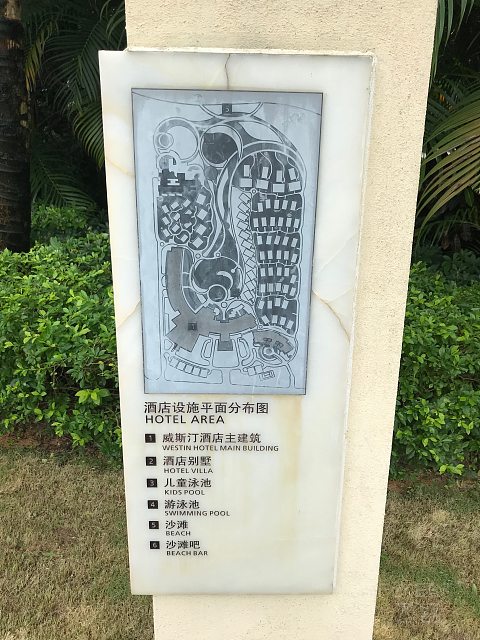 酒店设施平面分布图
HOTEL AREA
1 威斯汀酒店主建筑
WESTIN HOTEL MAIN BUILDING
2 酒店别墅
HOTEL VILLA
3 儿童泳池
KIDS POOL
4 游泳池
SWIMMING POOL
5 沙滩
BEACH
6 沙滩吧
BEACH BAR